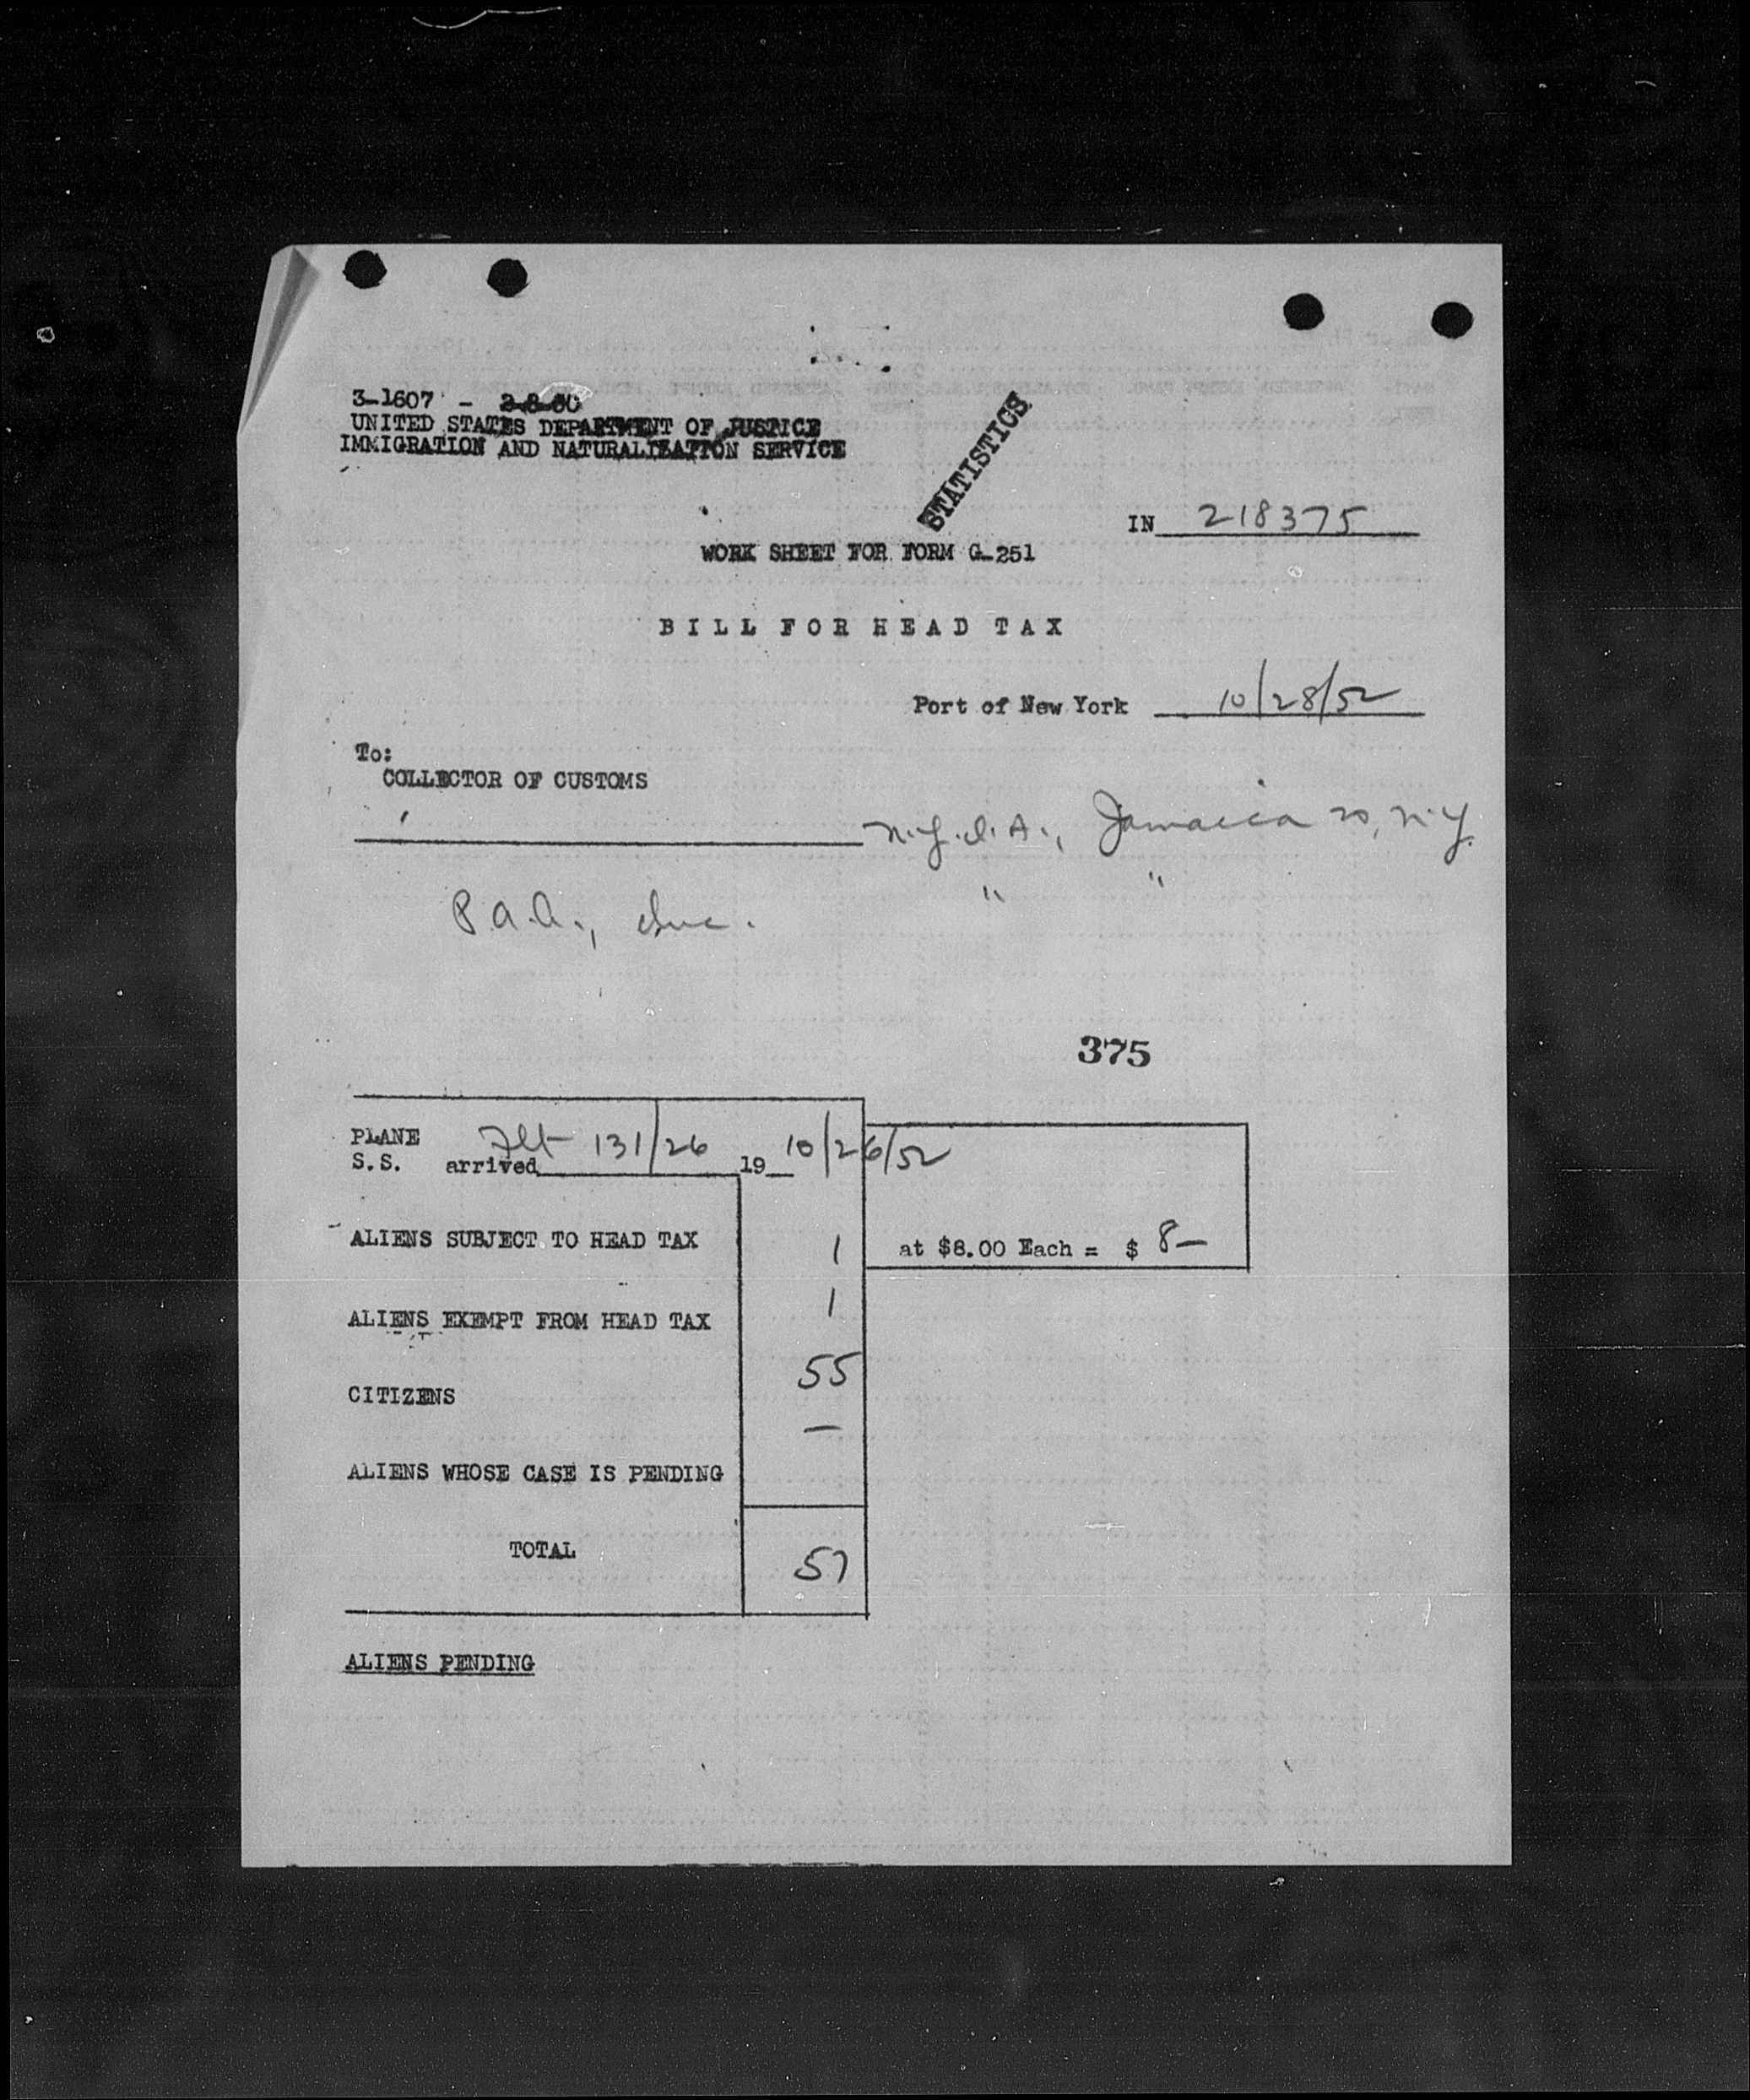 3-1607 - 2-8-50
UNITED STATES DEPARTMENT OF JUSTICE
IMMIGRATION AND NATURALIZATION SERVICE
STATISTICS
IN 218375
WORK SHEET FOR FORM G-251
BILL FOR HEAD TAX
Port of New York 10/28/52
To:
COLLECTOR OF CUSTOMS
N.Y.I.A., Jamaica 20, N.Y.
P.A.A., Inc. " "
375
PLANE
S.S. arrived Flt 131/26 19 10/26/52
ALIENS SUBJECT TO HEAD TAX 1 at $8.00 Each = $ 8-
ALIENS EXEMPT FROM HEAD TAX 1
CITIZENS 55
ALIENS WHOSE CASE IS PENDING —
TOTAL 57
ALIENS PENDING